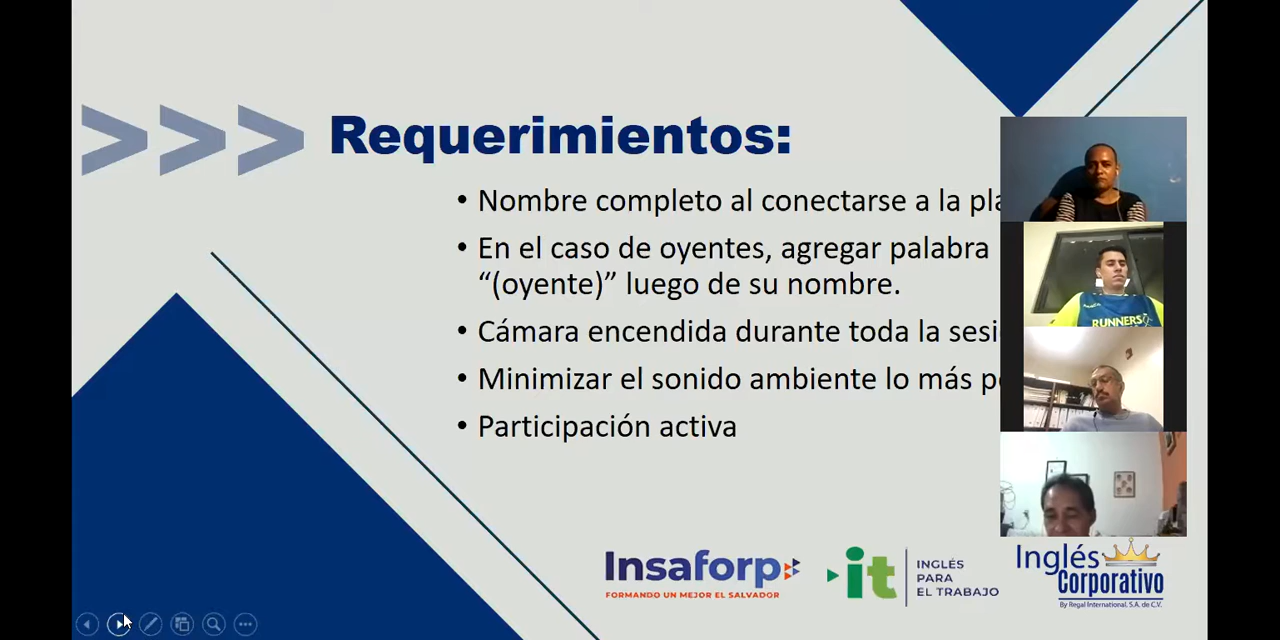 Requerimientos:
• Nombre completo al conectarse a la
• En el caso de oyentes, agregar palabra
“(oyente)” luego de su nombre.
• Cámara encendida durante toda la
• Minimizar el sonido ambiente lo más
• Participación activa
RUNNERS
Insaforp
FORMANDO UN MEJOR EL SALVADOR
it
INGLÉS
PARA
EL TRABAJO
Inglés
Corporativo
By Regal International, S.A. de C.V.